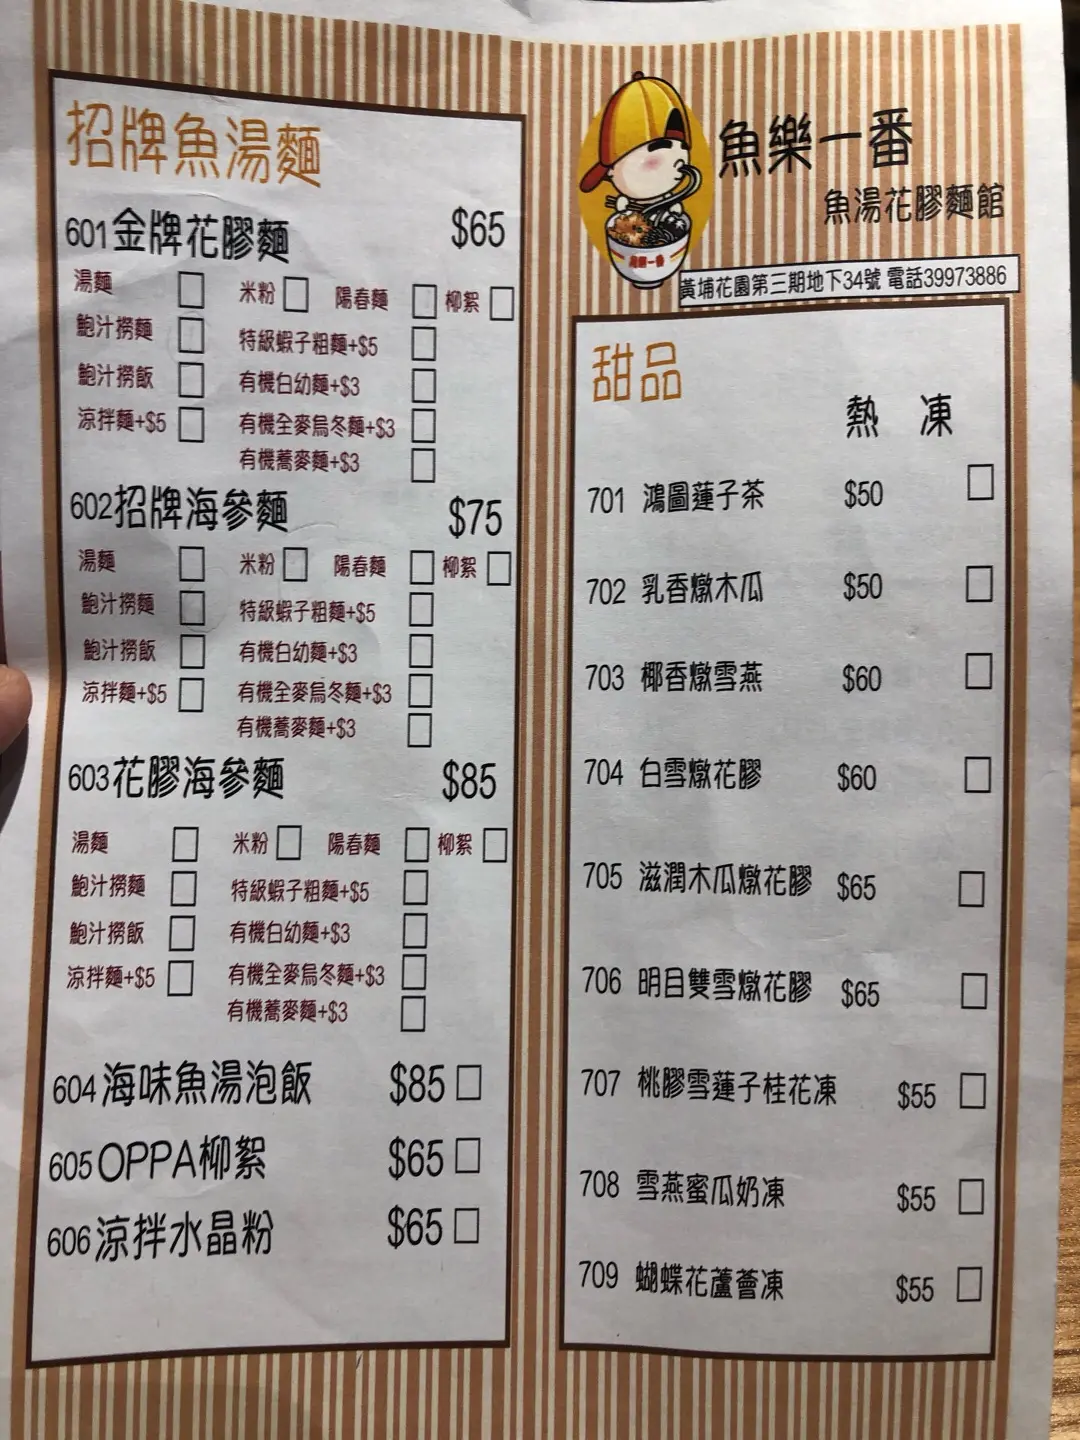 招牌魚湯麵
601金牌花膠麵 $65
湯麵 米粉 陽春麵 柳絮
鮑汁撈麵 特級蝦子粗麵+$5
鮑汁撈飯 有機白幼麵+$3
涼拌麵+$5 有機全麥烏冬麵+$3
有機蕎麥麵+$3
602招牌海參麵 $75
湯麵 米粉 陽春麵 柳絮
鮑汁撈麵 特級蝦子粗麵+$5
鮑汁撈飯 有機白幼麵+$3
涼拌麵+$5 有機全麥烏冬麵+$3
有機蕎麥麵+$3
603花膠海參麵 $85
湯麵 米粉 陽春麵 柳絮
鮑汁撈麵 特級蝦子粗麵+$5
鮑汁撈飯 有機白幼麵+$3
涼拌麵+$5 有機全麥烏冬麵+$3
有機蕎麥麵+$3
604海味魚湯泡飯 $85
605OPPA柳絮 $65
606涼拌水晶粉 $65
魚樂一番
魚湯花膠麵館
魚樂一番
黃埔花園第三期地下34號 電話39973886
甜品
熱 凍
701 鴻圖蓮子茶 $50
702 乳香燉木瓜 $50
703 椰香燉雪燕 $60
704 白雪燉花膠 $60
705 滋潤木瓜燉花膠 $65
706 明目雙雪燉花膠 $65
707 桃膠雪蓮子桂花凍 $55
708 雪燕蜜瓜奶凍 $55
709 蝴蝶花蘆薈凍 $55